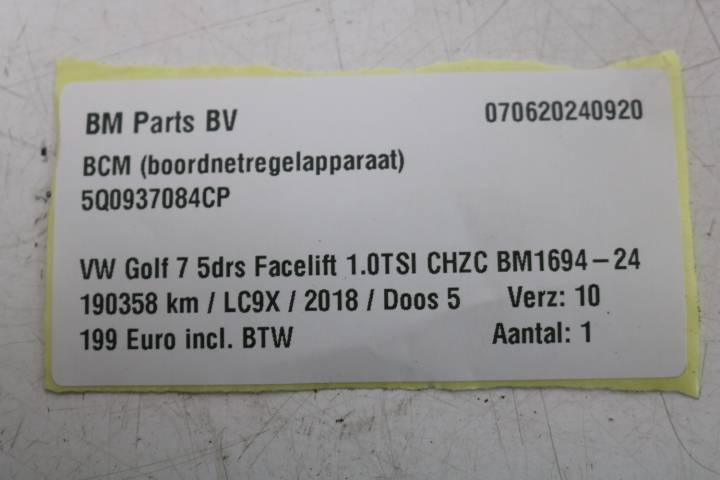 BM Parts BV 070620240920
BCM (boordnetregelapparaat)
5Q0937084CP
VW Golf 7 5drs Facelift 1.0TSI CHZC BM1694-24
190358 km / LC9X / 2018 / Doos 5 Verz: 10
199 Euro incl. BTW Aantal: 1